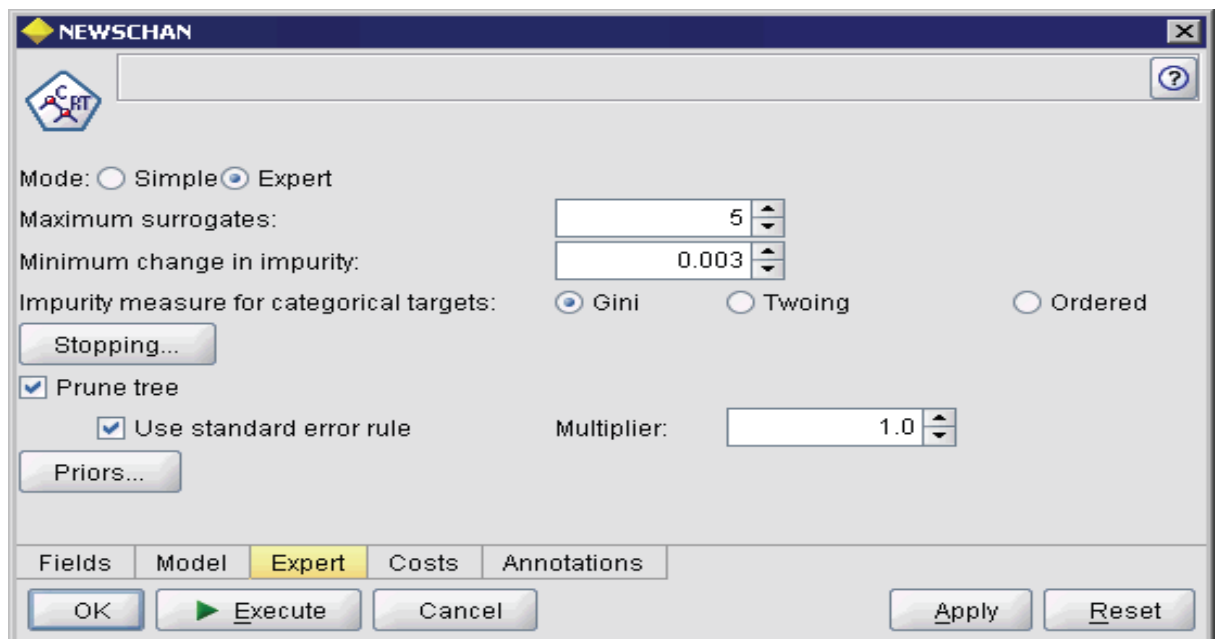 NEWSCHAN
C RT
Mode: Simple Expert
Maximum surrogates: 5
Minimum change in impurity: 0.003
Impurity measure for categorical targets: Gini Twoing Ordered
Stopping...
Prune tree
Use standard error rule Multiplier: 1.0
Priors...
Fields Model Expert Costs Annotations
OK Execute Cancel Apply Reset